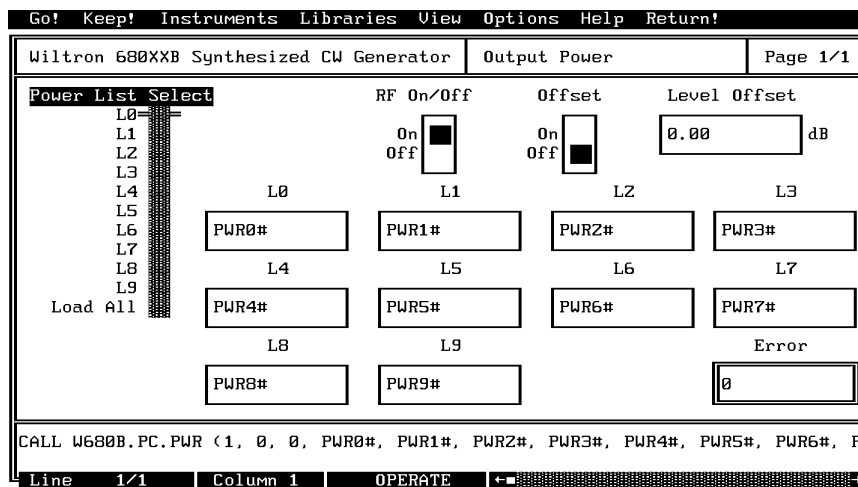 Go! Keep! Instruments Libraries View Options Help Return!
Wiltron 680XXB Synthesized CW Generator Output Power Page 1/1
Power List Select RF On/Off Offset Level Offset
L0
L1 On On 0.00 dB
L2 Off Off
L3
L4 L0 L1 L2 L3
L5
L6 PWR0# PWR1# PWR2# PWR3#
L7
L8 L4 L5 L6 L7
L9
Load All PWR4# PWR5# PWR6# PWR7#
L8 L9 Error
PWR8# PWR9# 0
CALL W680B.PC.PWR (1, 0, 0, PWR0#, PWR1#, PWR2#, PWR3#, PWR4#, PWR5#, PWR6#,
Line 1/1 Column 1 OPERATE